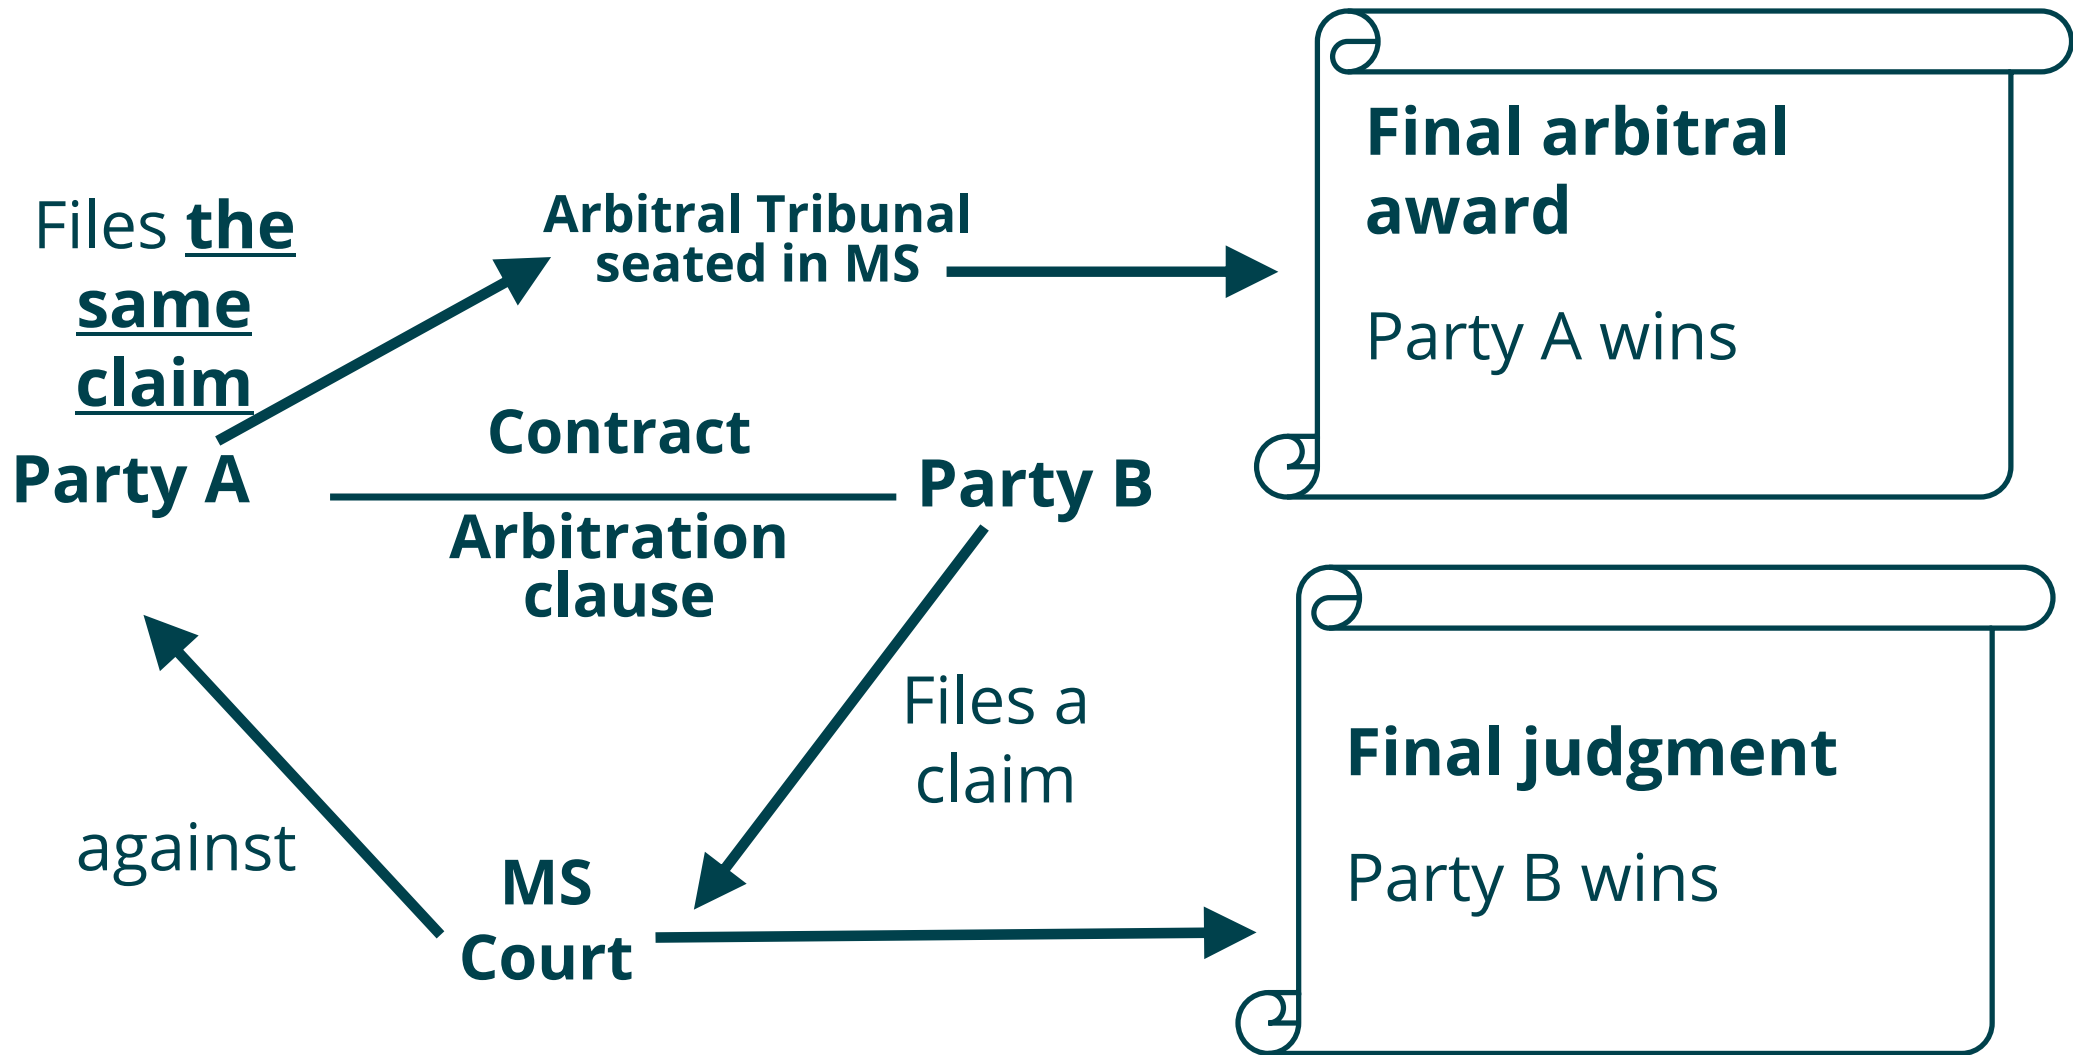 Files the
same
claim
Party A
Arbitral Tribunal
seated in MS
Contract
Arbitration
clause
Party B
Final arbitral
award
Party A wins
against
MS
Court
Files a
claim
Final judgment
Party B wins